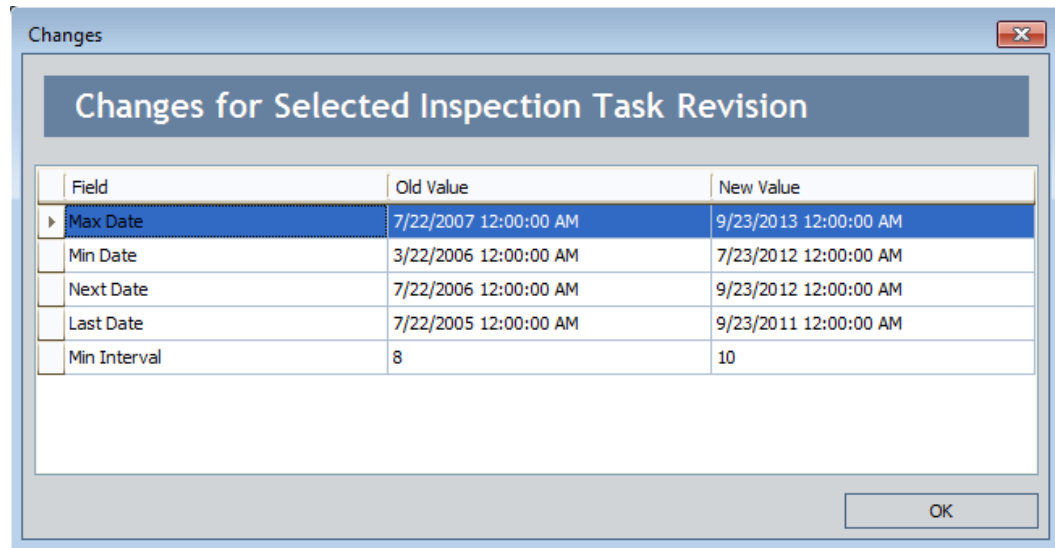 Changes
Changes for Selected Inspection Task Revision
Field Old Value New Value
Max Date 7/22/2007 12:00:00 AM 9/23/2013 12:00:00 AM
Min Date 3/22/2006 12:00:00 AM 7/23/2012 12:00:00 AM
Next Date 7/22/2006 12:00:00 AM 9/23/2012 12:00:00 AM
Last Date 7/22/2005 12:00:00 AM 9/23/2011 12:00:00 AM
Min Interval 8 10
OK